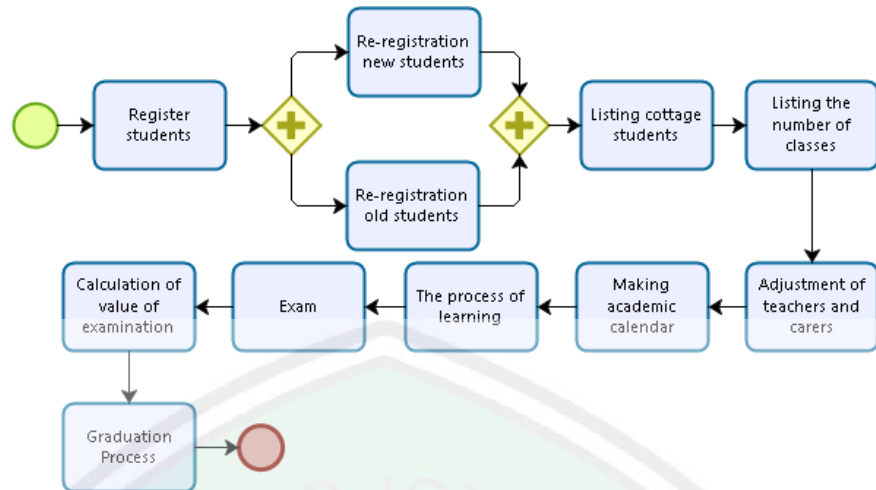 Register
students
Re-registration
new students
Re-registration
old students
Listing cottage
students
Listing the
number of
classes
Adjustment of
teachers and
carers
Making
academic
calendar
The process of
learning
Exam
Calculation of
value of
examination
Graduation
Process